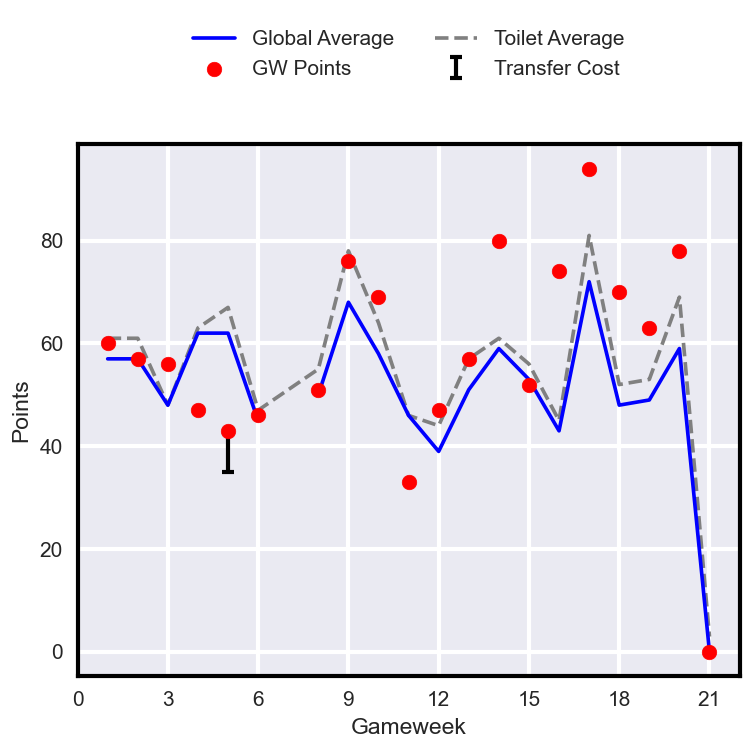 Global Average
Toilet Average
GW Points
Transfer Cost
80
60
40
20
0
Points
0 3 6 9 12 15 18 21
Gameweek